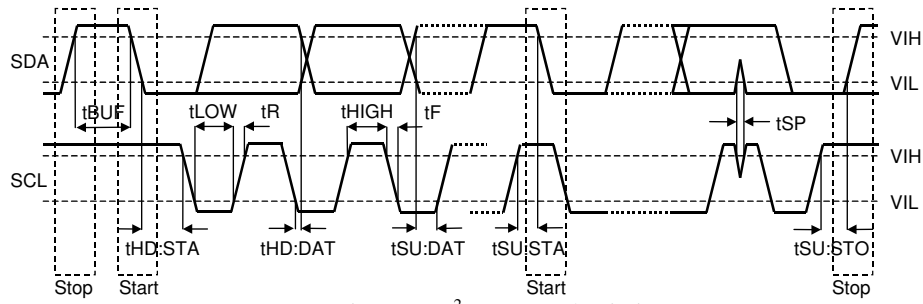 SDA
VIH
VIL
tBUF
tLOW
tR
tHIGH
tF
tSP
SCL
VIH
VIL
tHD:STA
tHD:DAT
tSU:DAT
tSU:STA
tSU:STO
Stop
Start
Start
Stop
2